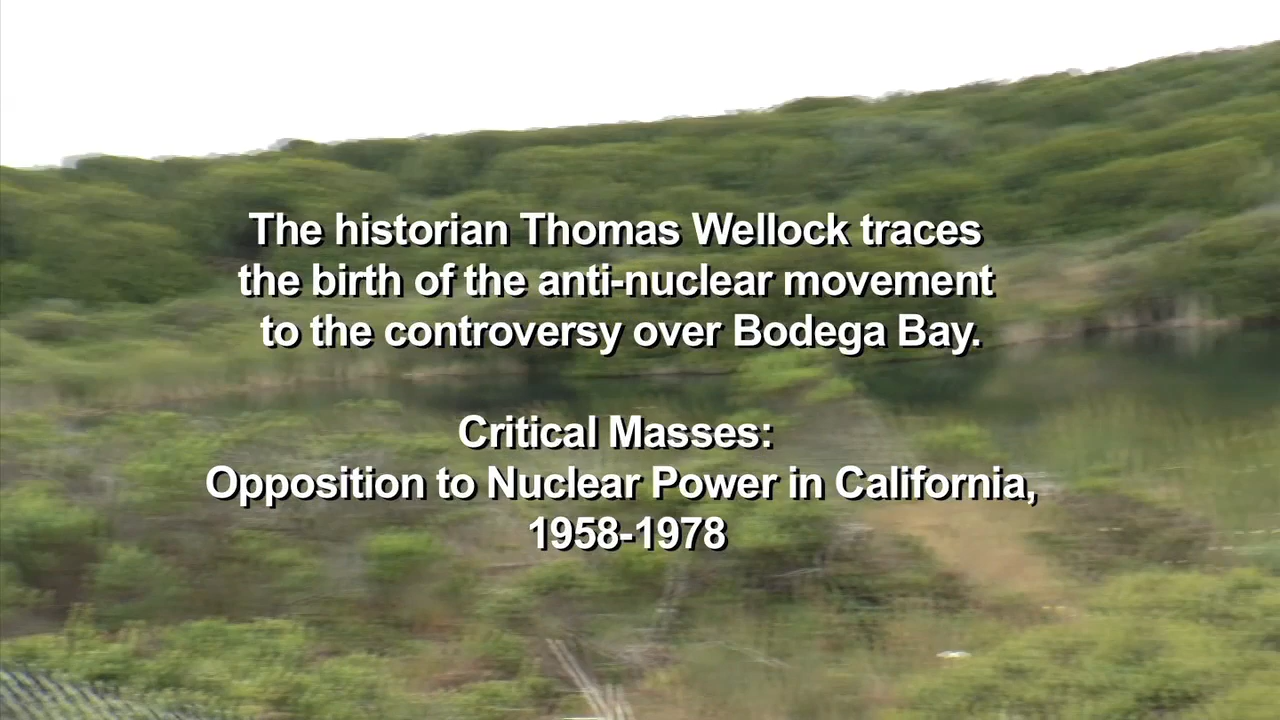 The historian Thomas Wellock traces
the birth of the anti-nuclear movement
to the controversy over Bodega Bay.
Critical Masses:
Opposition to Nuclear Power in California,
1958-1978